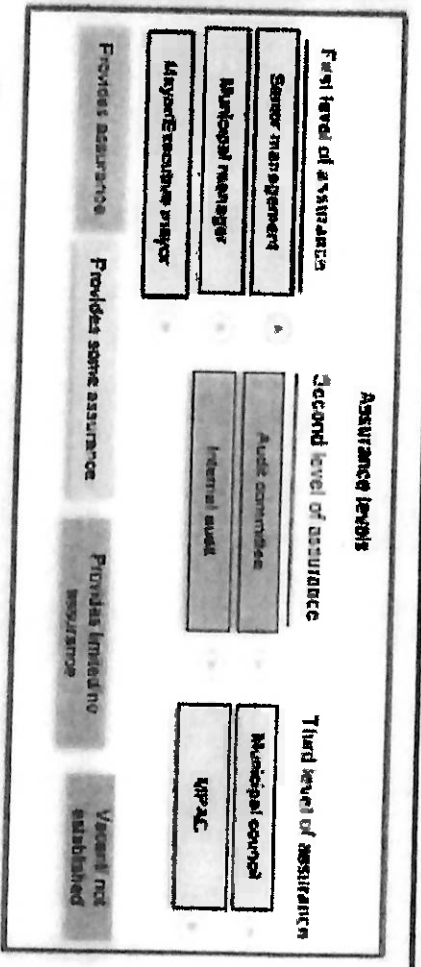 Assurance levels
First level of assurance
Second level of assurance
Third level of assurance
Senior management
Municipal manager
Mayor/Executive mayor
Audit committee
Internal audit
Municipal council
MPAC
Provides assurance
Provides some assurance
Provides limited/no
assurance
Vacant/ not
established